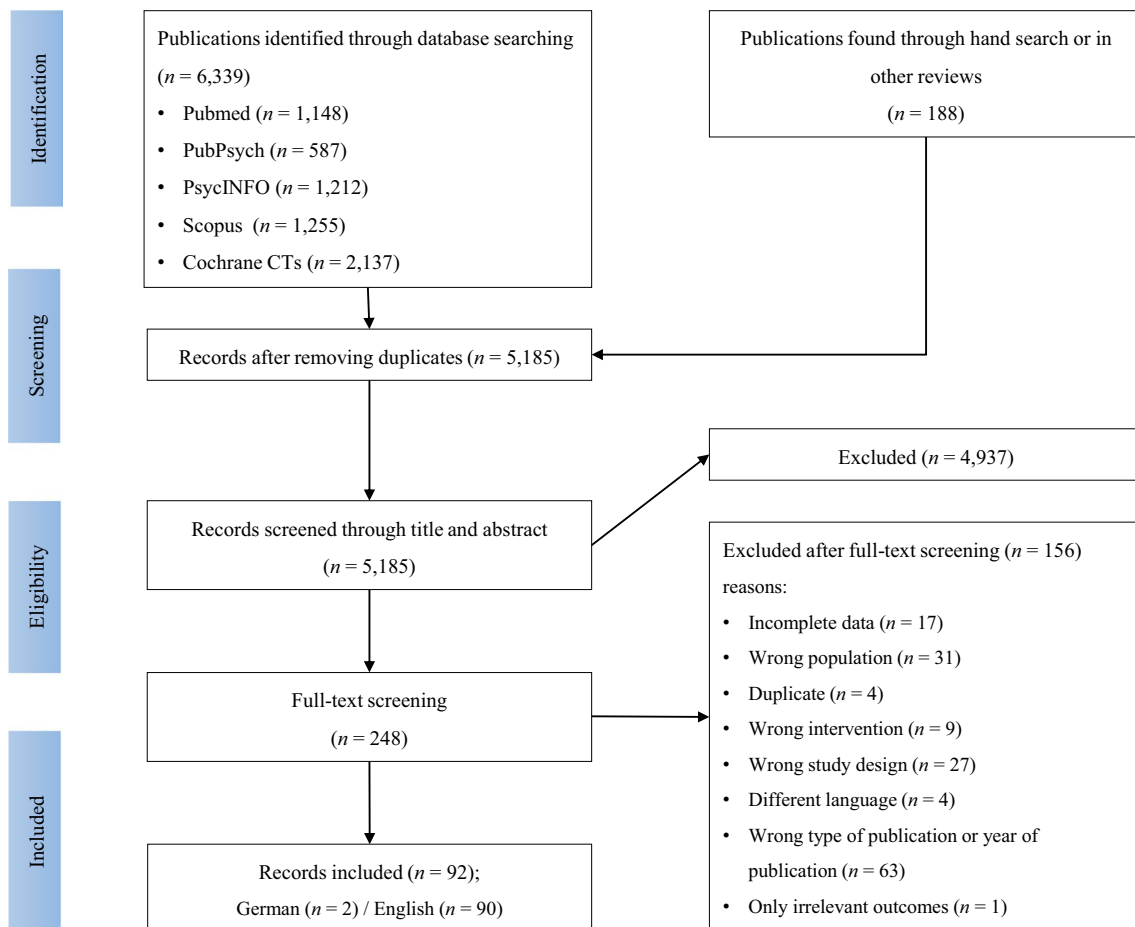 Identification
Publications identified through database searching
(n = 6,339)
• Pubmed (n = 1,148)
• PubPsych (n = 587)
• PsycINFO (n = 1,212)
• Scopus (n = 1,255)
• Cochrane CTs (n = 2,137)
Publications found through hand search or in
other reviews
(n = 188)
Screening
Records after removing duplicates (n = 5,185)
Excluded (n = 4,937)
Eligibility
Records screened through title and abstract
(n = 5,185)
Full-text screening
(n = 248)
Excluded after full-text screening (n = 156)
reasons:
• Incomplete data (n = 17)
• Wrong population (n = 31)
• Duplicate (n = 4)
• Wrong intervention (n = 9)
• Wrong study design (n = 27)
• Different language (n = 4)
• Wrong type of publication or year of
publication (n = 63)
• Only irrelevant outcomes (n = 1)
Included
Records included (n = 92);
German (n = 2) / English (n = 90)